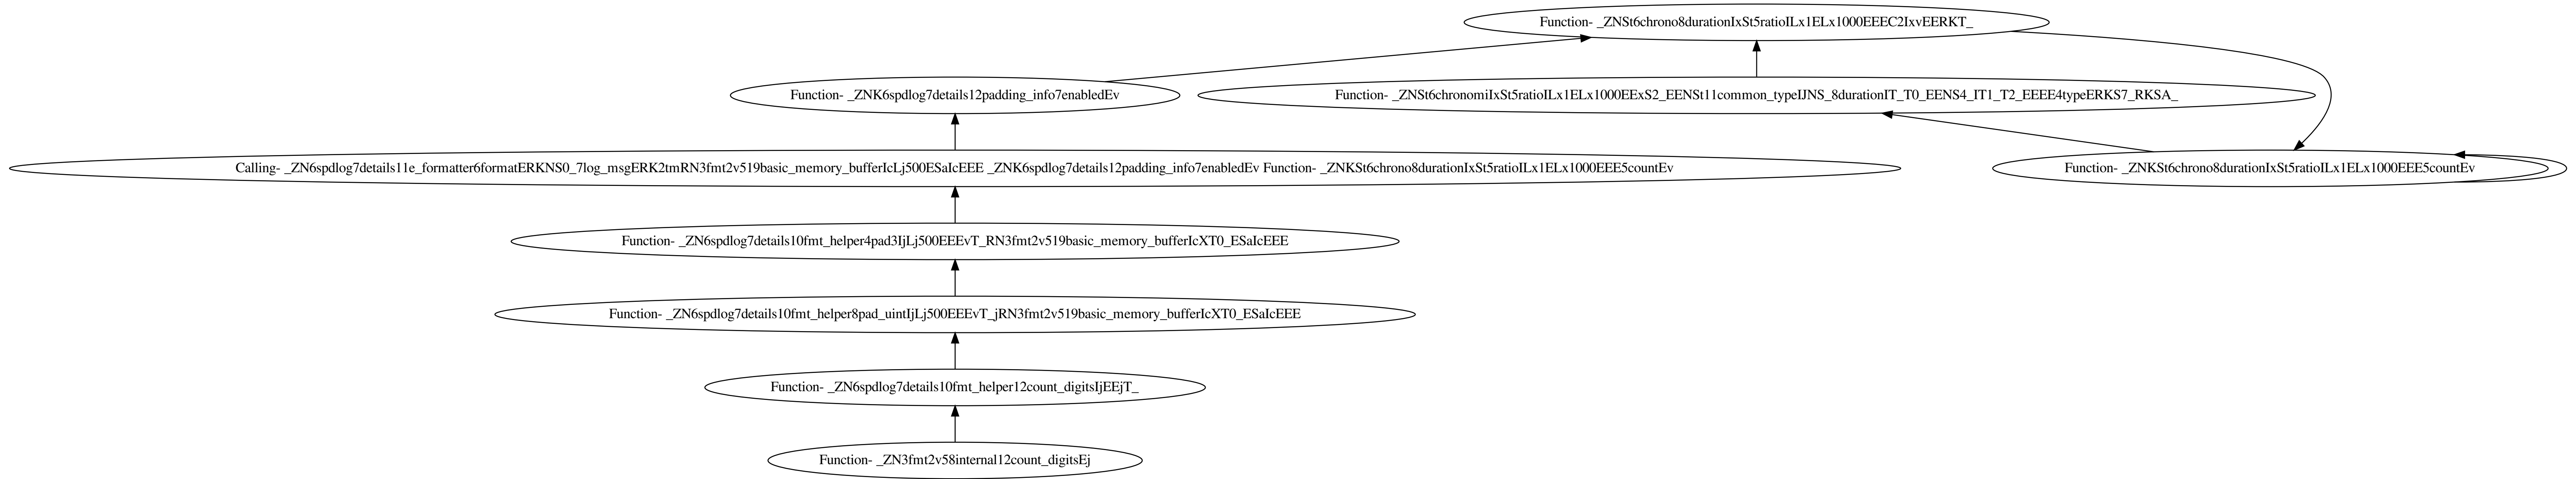 Function- _ZNSt6chrono8durationIxSt5ratioILx1ELx1000EEEC2IxvEERKT_
Function- _ZNK6spdlog7details12padding_info7enabledEv
Function- _ZNSt6chronomiIxSt5ratioILx1ELx1000EExS2_EENSt11common_typeIJNS_8durationIT_T0_EENS4_IT1_T2_EEEE4typeERKS7_RKSA_
Calling- _ZN6spdlog7details11e_formatter6formatERKNS0_7log_msgERK2tmRN3fmt2v519basic_memory_bufferIcLj500ESaIcEEE _ZNK6spdlog7details12padding_info7enabledEv Function- _ZNKSt6chrono8durationIxSt5ratioILx1ELx1000EEE5countEv
Function- _ZNKSt6chrono8durationIxSt5ratioILx1ELx1000EEE5countEv
Function- _ZN6spdlog7details10fmt_helper4pad3IjLj500EEEvT_RN3fmt2v519basic_memory_bufferIcXT0_ESaIcEEE
Function- _ZN6spdlog7details10fmt_helper8pad_uintIjLj500EEEvT_jRN3fmt2v519basic_memory_bufferIcXT0_ESaIcEEE
Function- _ZN6spdlog7details10fmt_helper12count_digitsIjEEjT_
Function- _ZN3fmt2v58internal12count_digitsEj